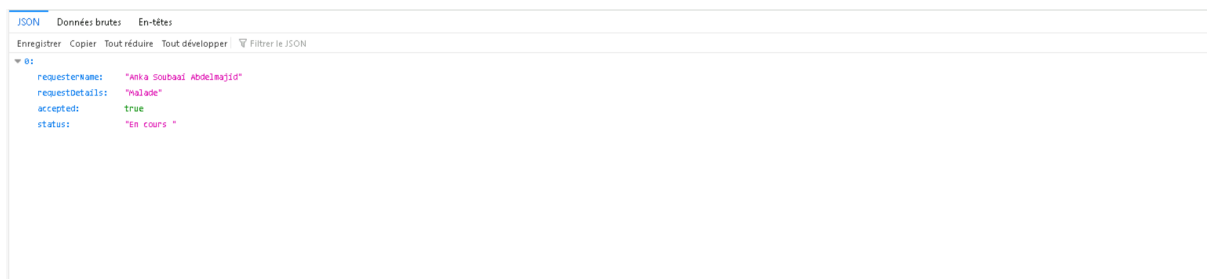 JSON Données brutes En-têtes
Enregistrer Copier Tout réduire Tout développer Filtrer le JSON
0:
requesterName: "Anka Soubaai Abdelmajid"
requestDetails: "Malade"
accepted: true
status: "En cours "